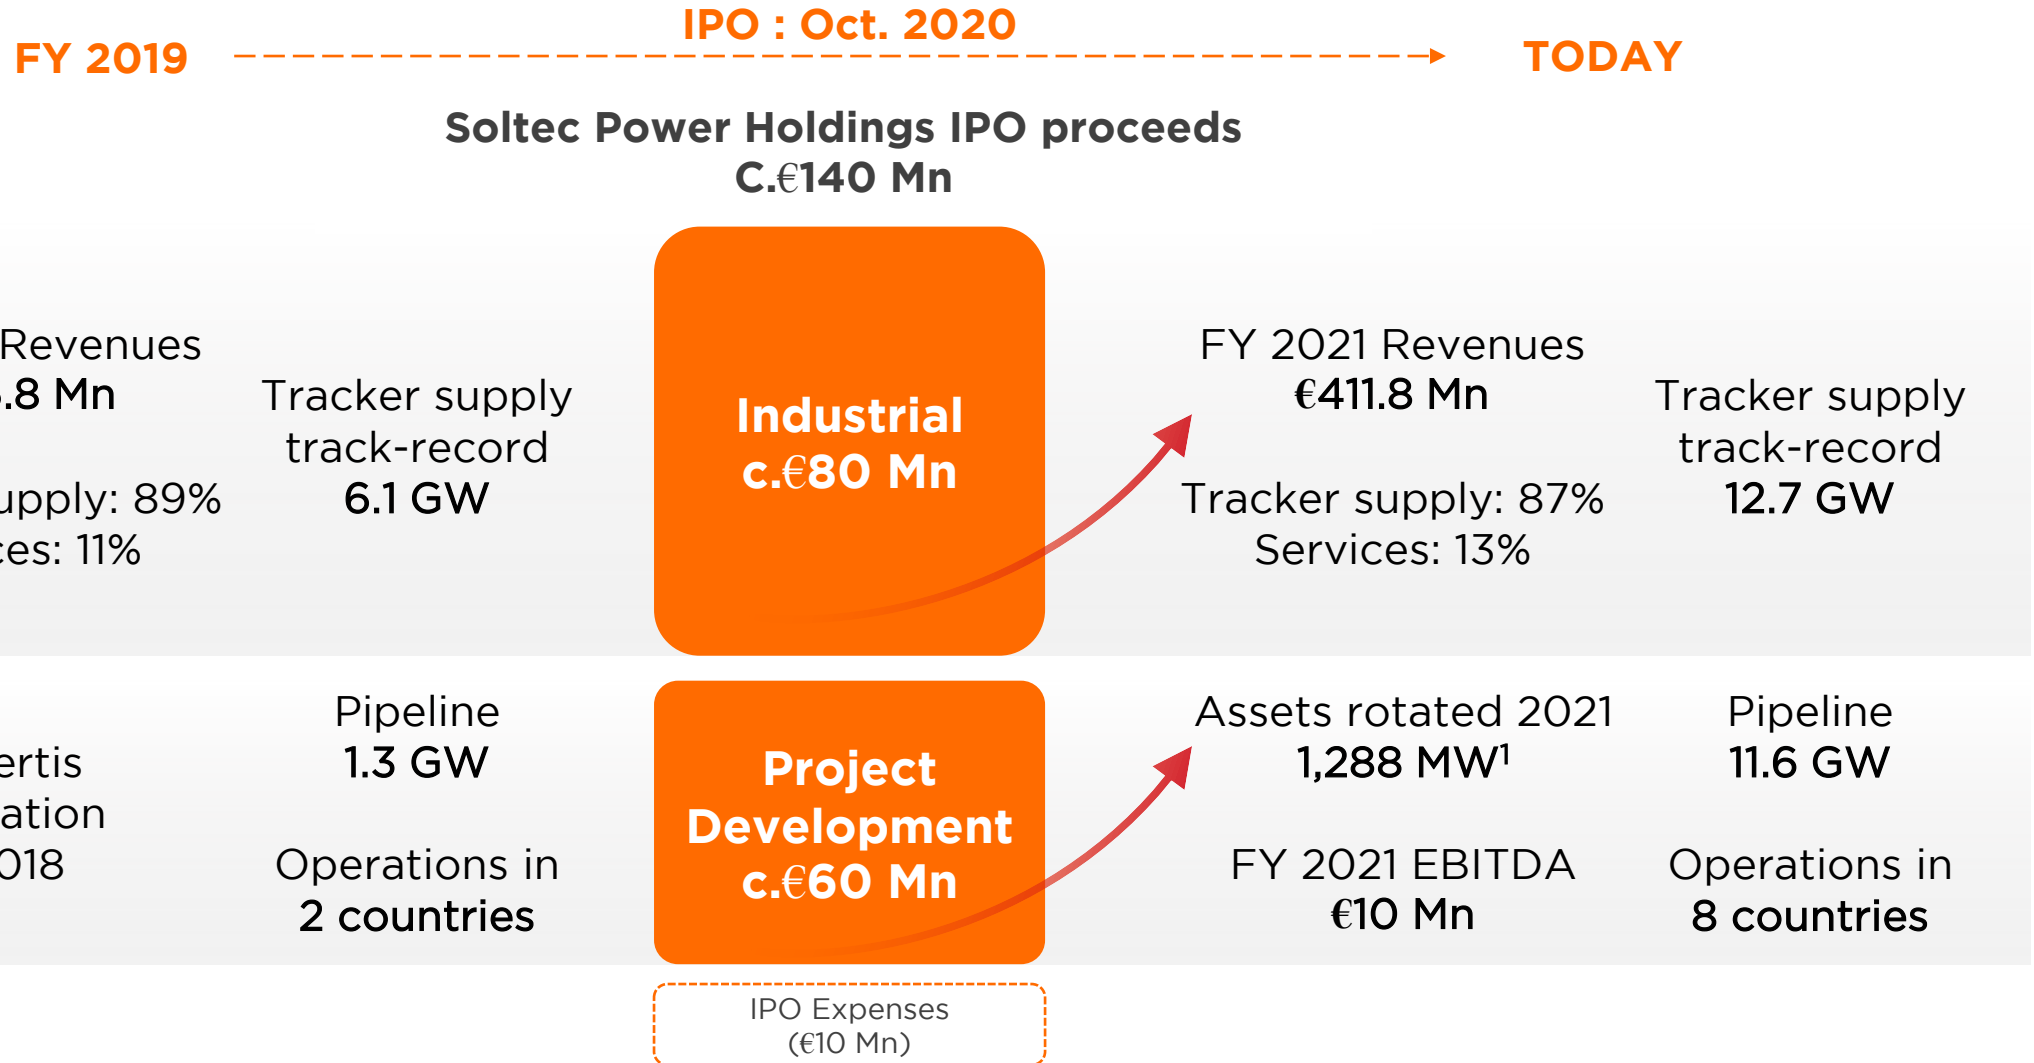 FY 2019
IPO : Oct. 2020
TODAY
Soltec Power Holdings IPO proceeds
C.€140 Mn
Revenues
.8 Mn
upply: 89%
ces: 11%
Tracker supply
track-record
6.1 GW
Industrial
c.€80 Mn
FY 2021 Revenues
€411.8 Mn
Tracker supply: 87%
Services: 13%
Tracker supply
track-record
12.7 GW
ertis
ation
018
Pipeline
1.3 GW
Operations in
2 countries
Project
Development
c.€60 Mn
Assets rotated 2021
1,288 MW¹
FY 2021 EBITDA
€10 Mn
Pipeline
11.6 GW
Operations in
8 countries
IPO Expenses
(€10 Mn)